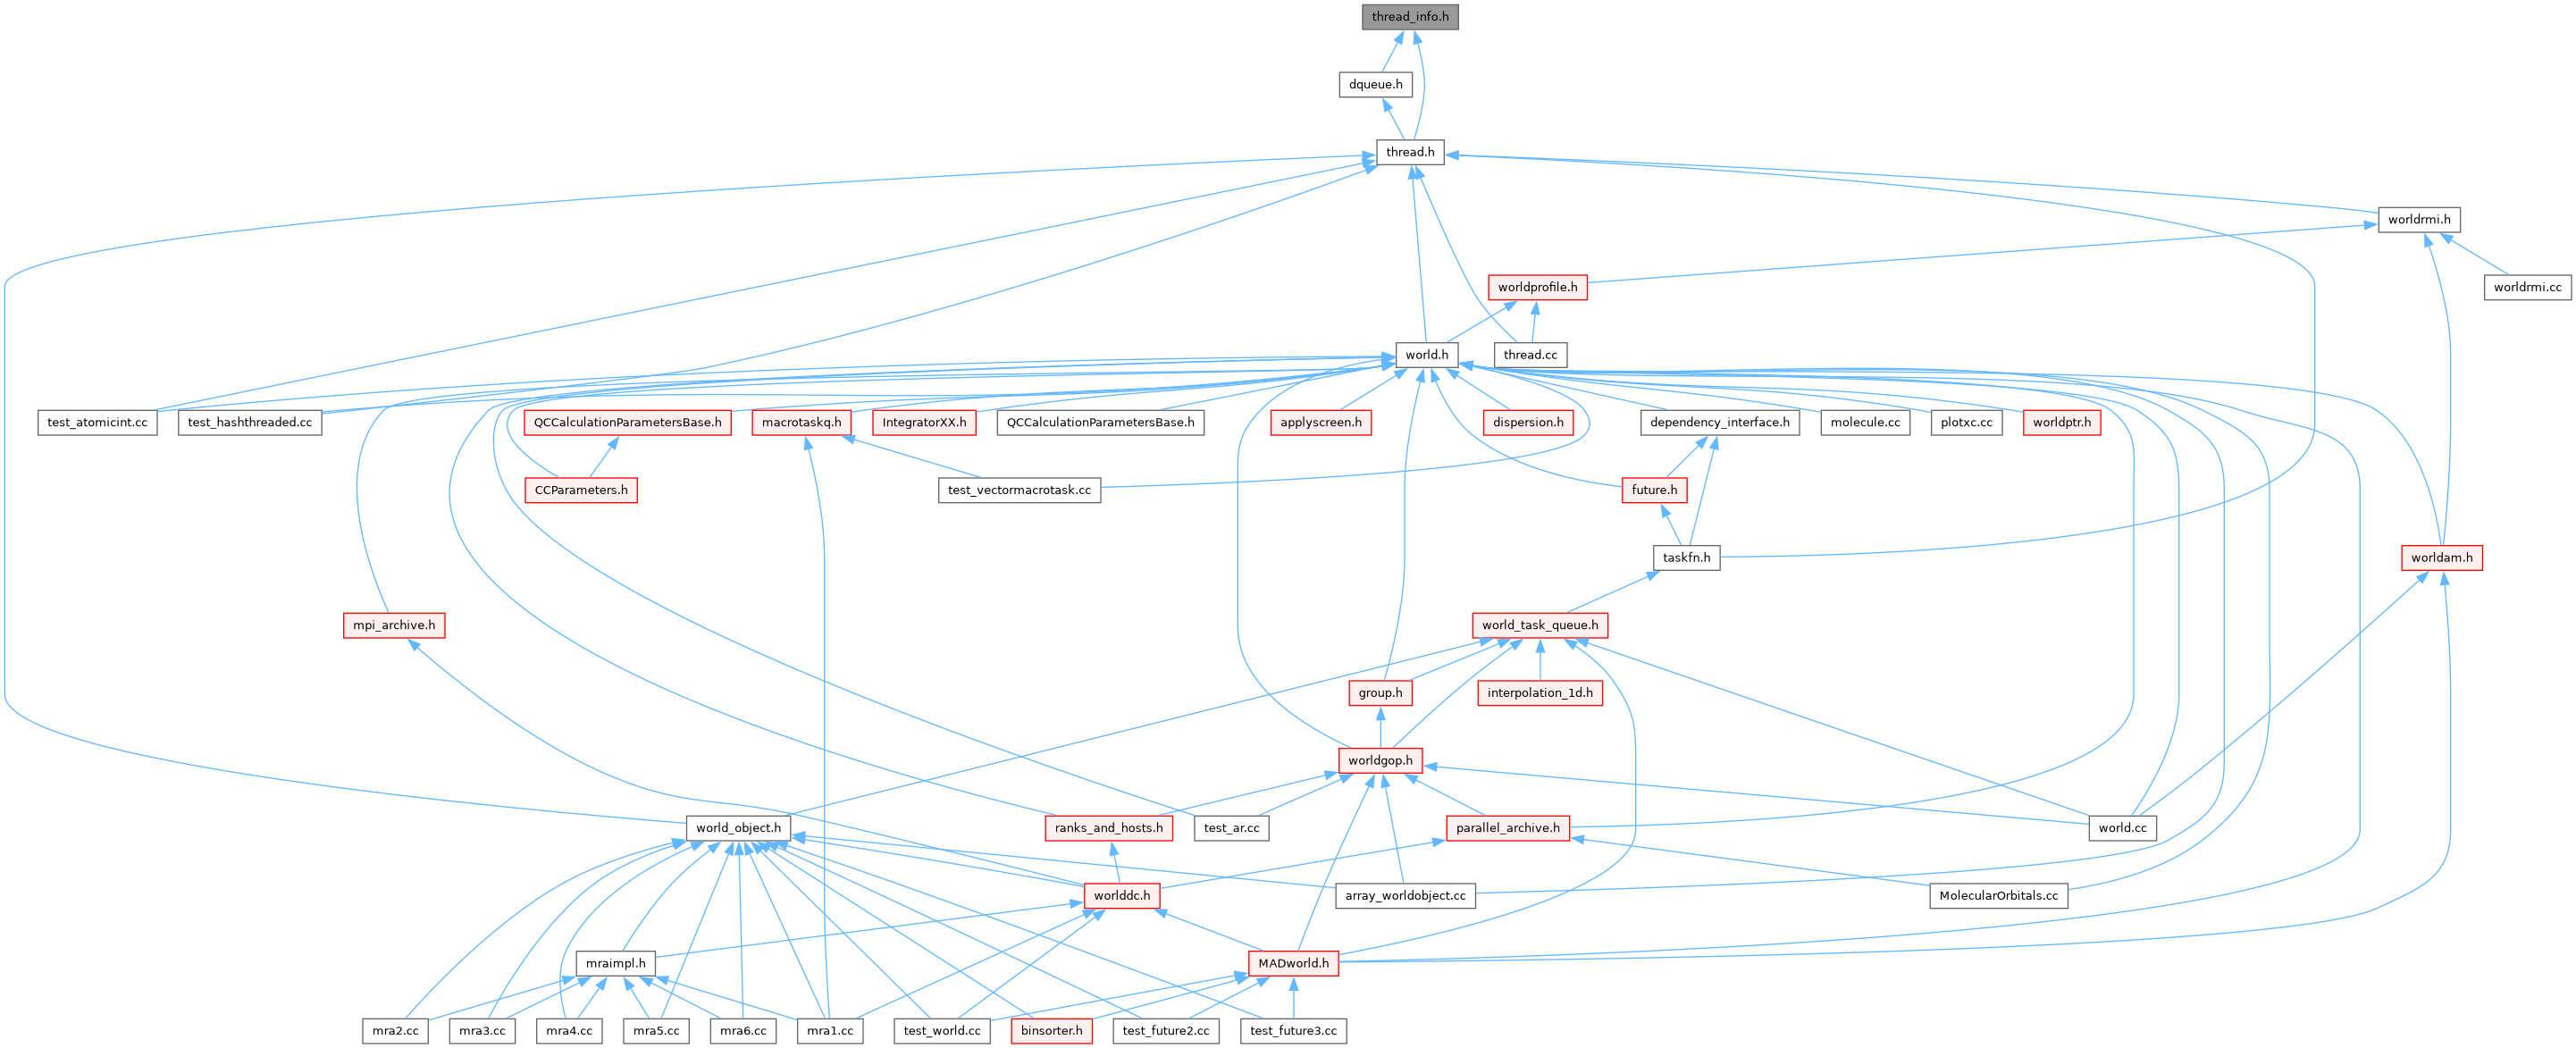 thread_info.h
dqueue.h
thread.h
worldrmi.h
worldprofile.h
worldrmi.cc
world.h
thread.cc
test_atomicint.cc
test_hashthreaded.cc
QCCalculationParametersBase.h
macrotaskq.h
IntegratorXX.h
QCCalculationParametersBase.h
applyscreen.h
dispersion.h
dependency_interface.h
molecule.cc
plotxc.cc
worldptr.h
CCParameters.h
test_vectormacrotask.cc
future.h
taskfn.h
worldam.h
mpi_archive.h
world_task_queue.h
group.h
interpolation_1d.h
worldgop.h
world_object.h
ranks_and_hosts.h
test_ar.cc
parallel_archive.h
world.cc
worlddc.h
array_worldobject.cc
MolecularOrbitals.cc
mraimpl.h
MADworld.h
mra2.cc
mra3.cc
mra4.cc
mra5.cc
mra6.cc
mra1.cc
test_world.cc
binsorter.h
test_future2.cc
test_future3.cc